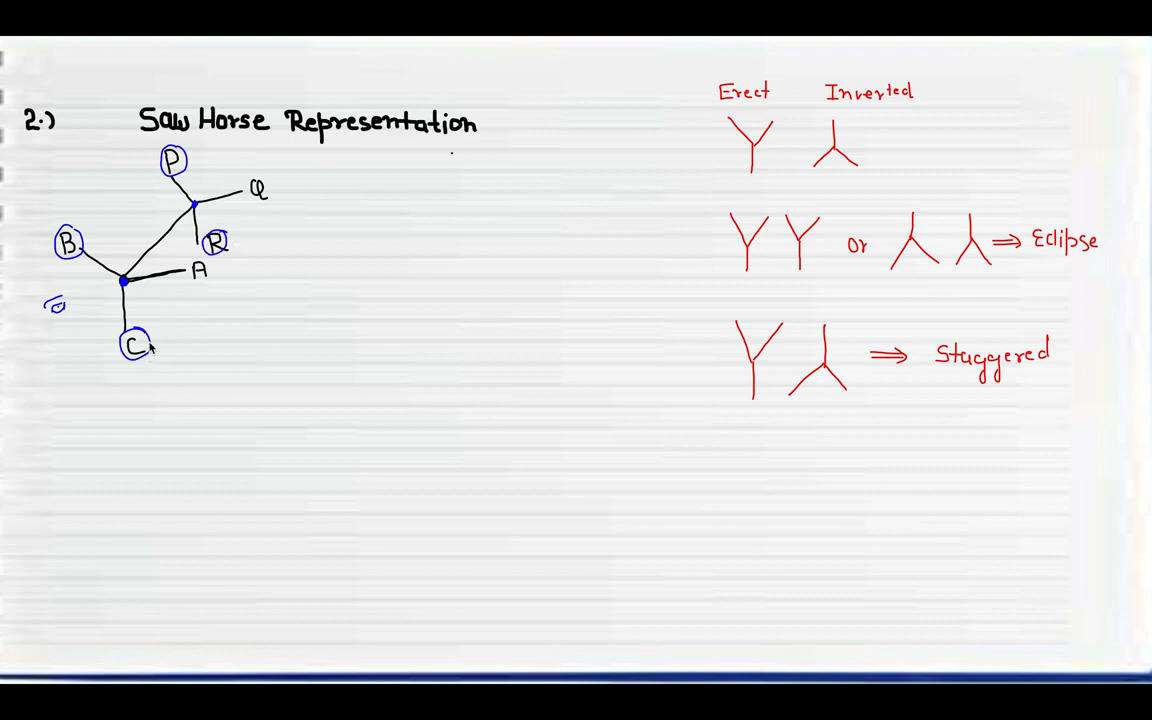 2.) Saw Horse Representation
P
Q
B
R
A
C
Erect Inverted
or ⇒ Eclipse
⇒ Staggered